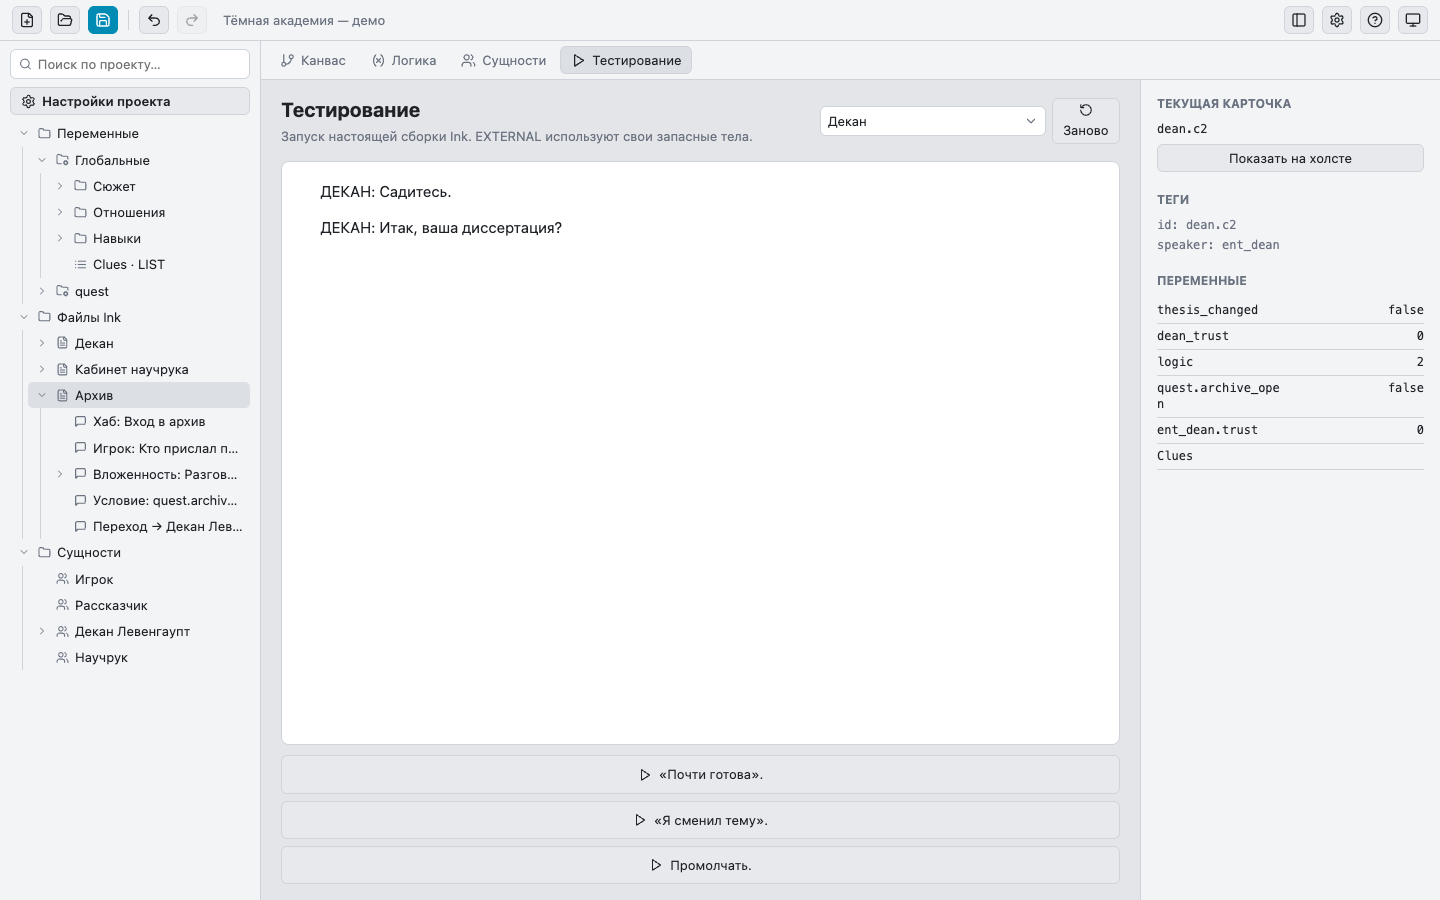 Тёмная академия — демо
Поиск по проекту...
Настройки проекта
Переменные
Глобальные
Сюжет
Отношения
Навыки
Clues · LIST
quest
Файлы Ink
Декан
Кабинет научрука
Архив
Хаб: Вход в архив
Игрок: Кто прислал п...
Вложенность: Разгов...
Условие: quest.archiv...
Переход → Декан Лев...
Сущности
Игрок
Рассказчик
Декан Левенгаупт
Научрук
Канвас
Логика
Сущности
Тестирование
Тестирование
Запуск настоящей сборки Ink. EXTERNAL используют свои запасные тела.
Декан
Заново
ДЕКАН: Садитесь.
ДЕКАН: Итак, ваша диссертация?
«Почти готова».
«Я сменил тему».
Промолчать.
ТЕКУЩАЯ КАРТОЧКА
dean.c2
Показать на холсте
ТЕГИ
id: dean.c2
speaker: ent_dean
ПЕРЕМЕННЫЕ
thesis_changed false
dean_trust 0
logic 2
quest.archive_ope false
n
ent_dean.trust 0
Clues